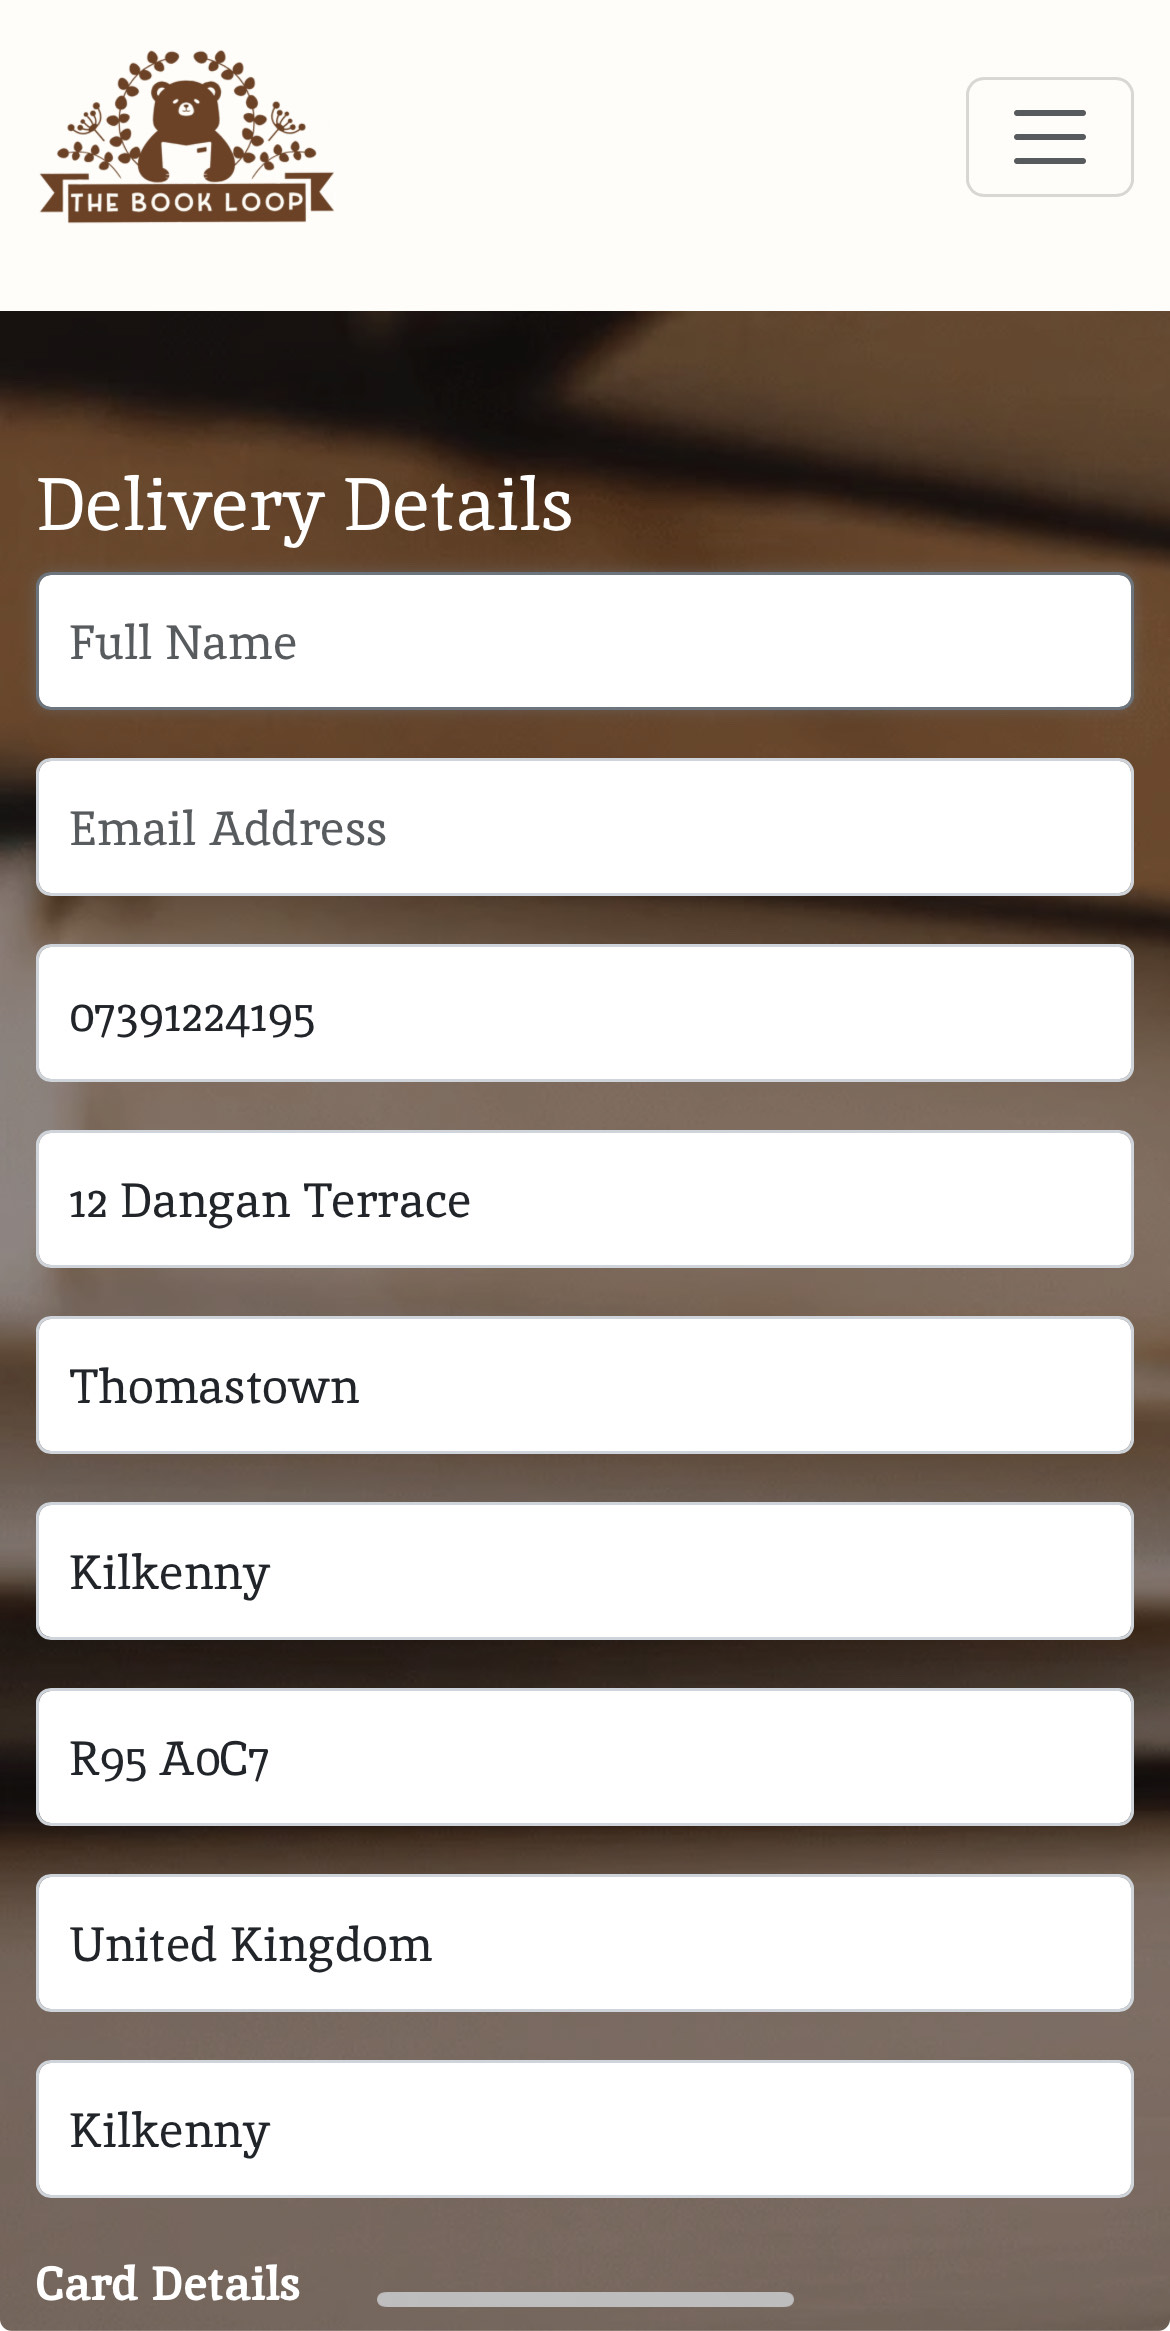 THE BOOK LOOP
Delivery Details
Full Name
Email Address
07391224195
12 Dangan Terrace
Thomastown
Kilkenny
R95 A0C7
United Kingdom
Kilkenny
Card Details